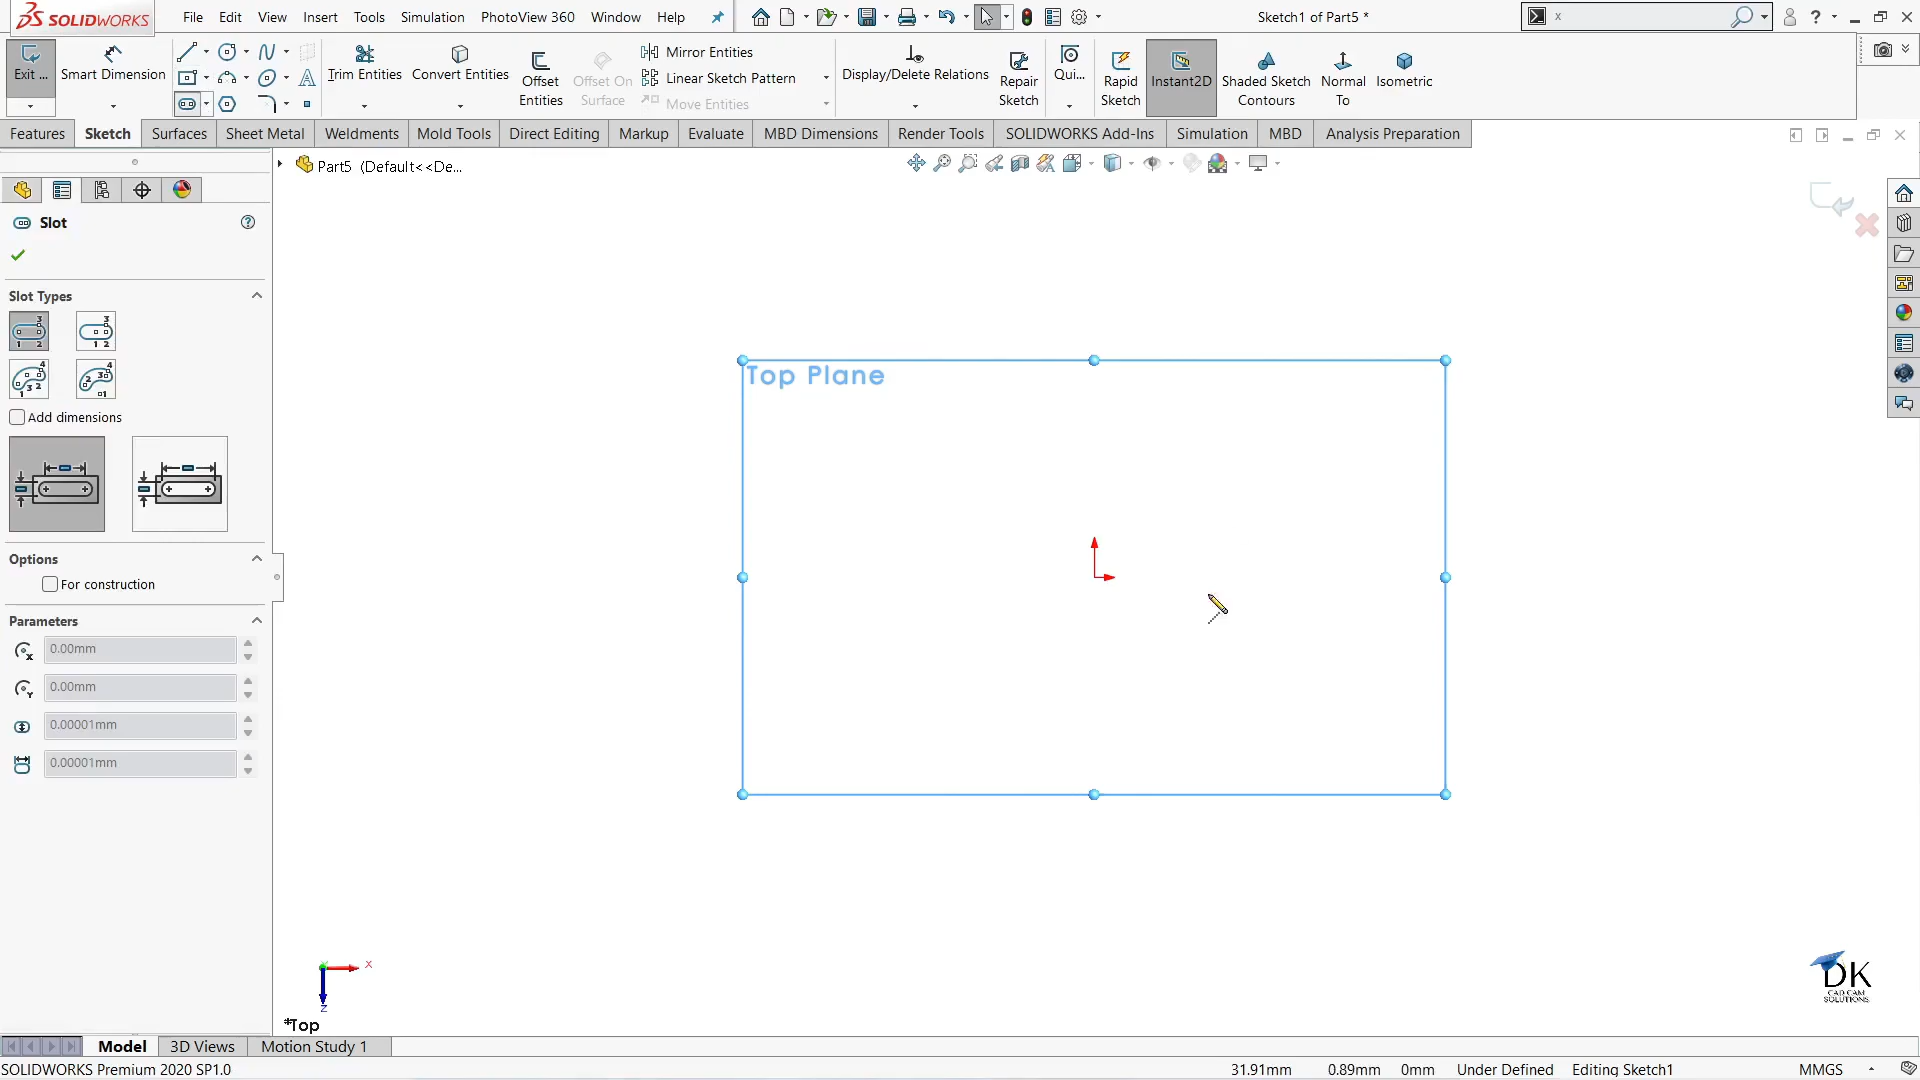 SOLIDWORKS File Edit View Insert Tools Simulation PhotoView 360 Window Help Sketch1 of Part5 * x ?
Exit ... Smart Dimension Trim Entities Convert Entities Offset Entities Offset On Surface Mirror Entities Linear Sketch Pattern Move Entities Display/Delete Relations Repair Sketch Qui... Rapid Sketch Instant2D Shaded Sketch Contours Normal To Isometric
Features Sketch Surfaces Sheet Metal Weldments Mold Tools Direct Editing Markup Evaluate MBD Dimensions Render Tools SOLIDWORKS Add-Ins Simulation MBD Analysis Preparation
Part5 (Default<<De...
Slot
Slot Types
Add dimensions
Options
For construction
Parameters
0.00mm
0.00mm
0.00001mm
0.00001mm
Top Plane
x
Z
*Top
DK
CAD CAM
SOLUTIONS
Model 3D Views Motion Study 1
SOLIDWORKS Premium 2020 SP1.0 31.91mm 0.89mm 0mm Under Defined Editing Sketch1 MMGS